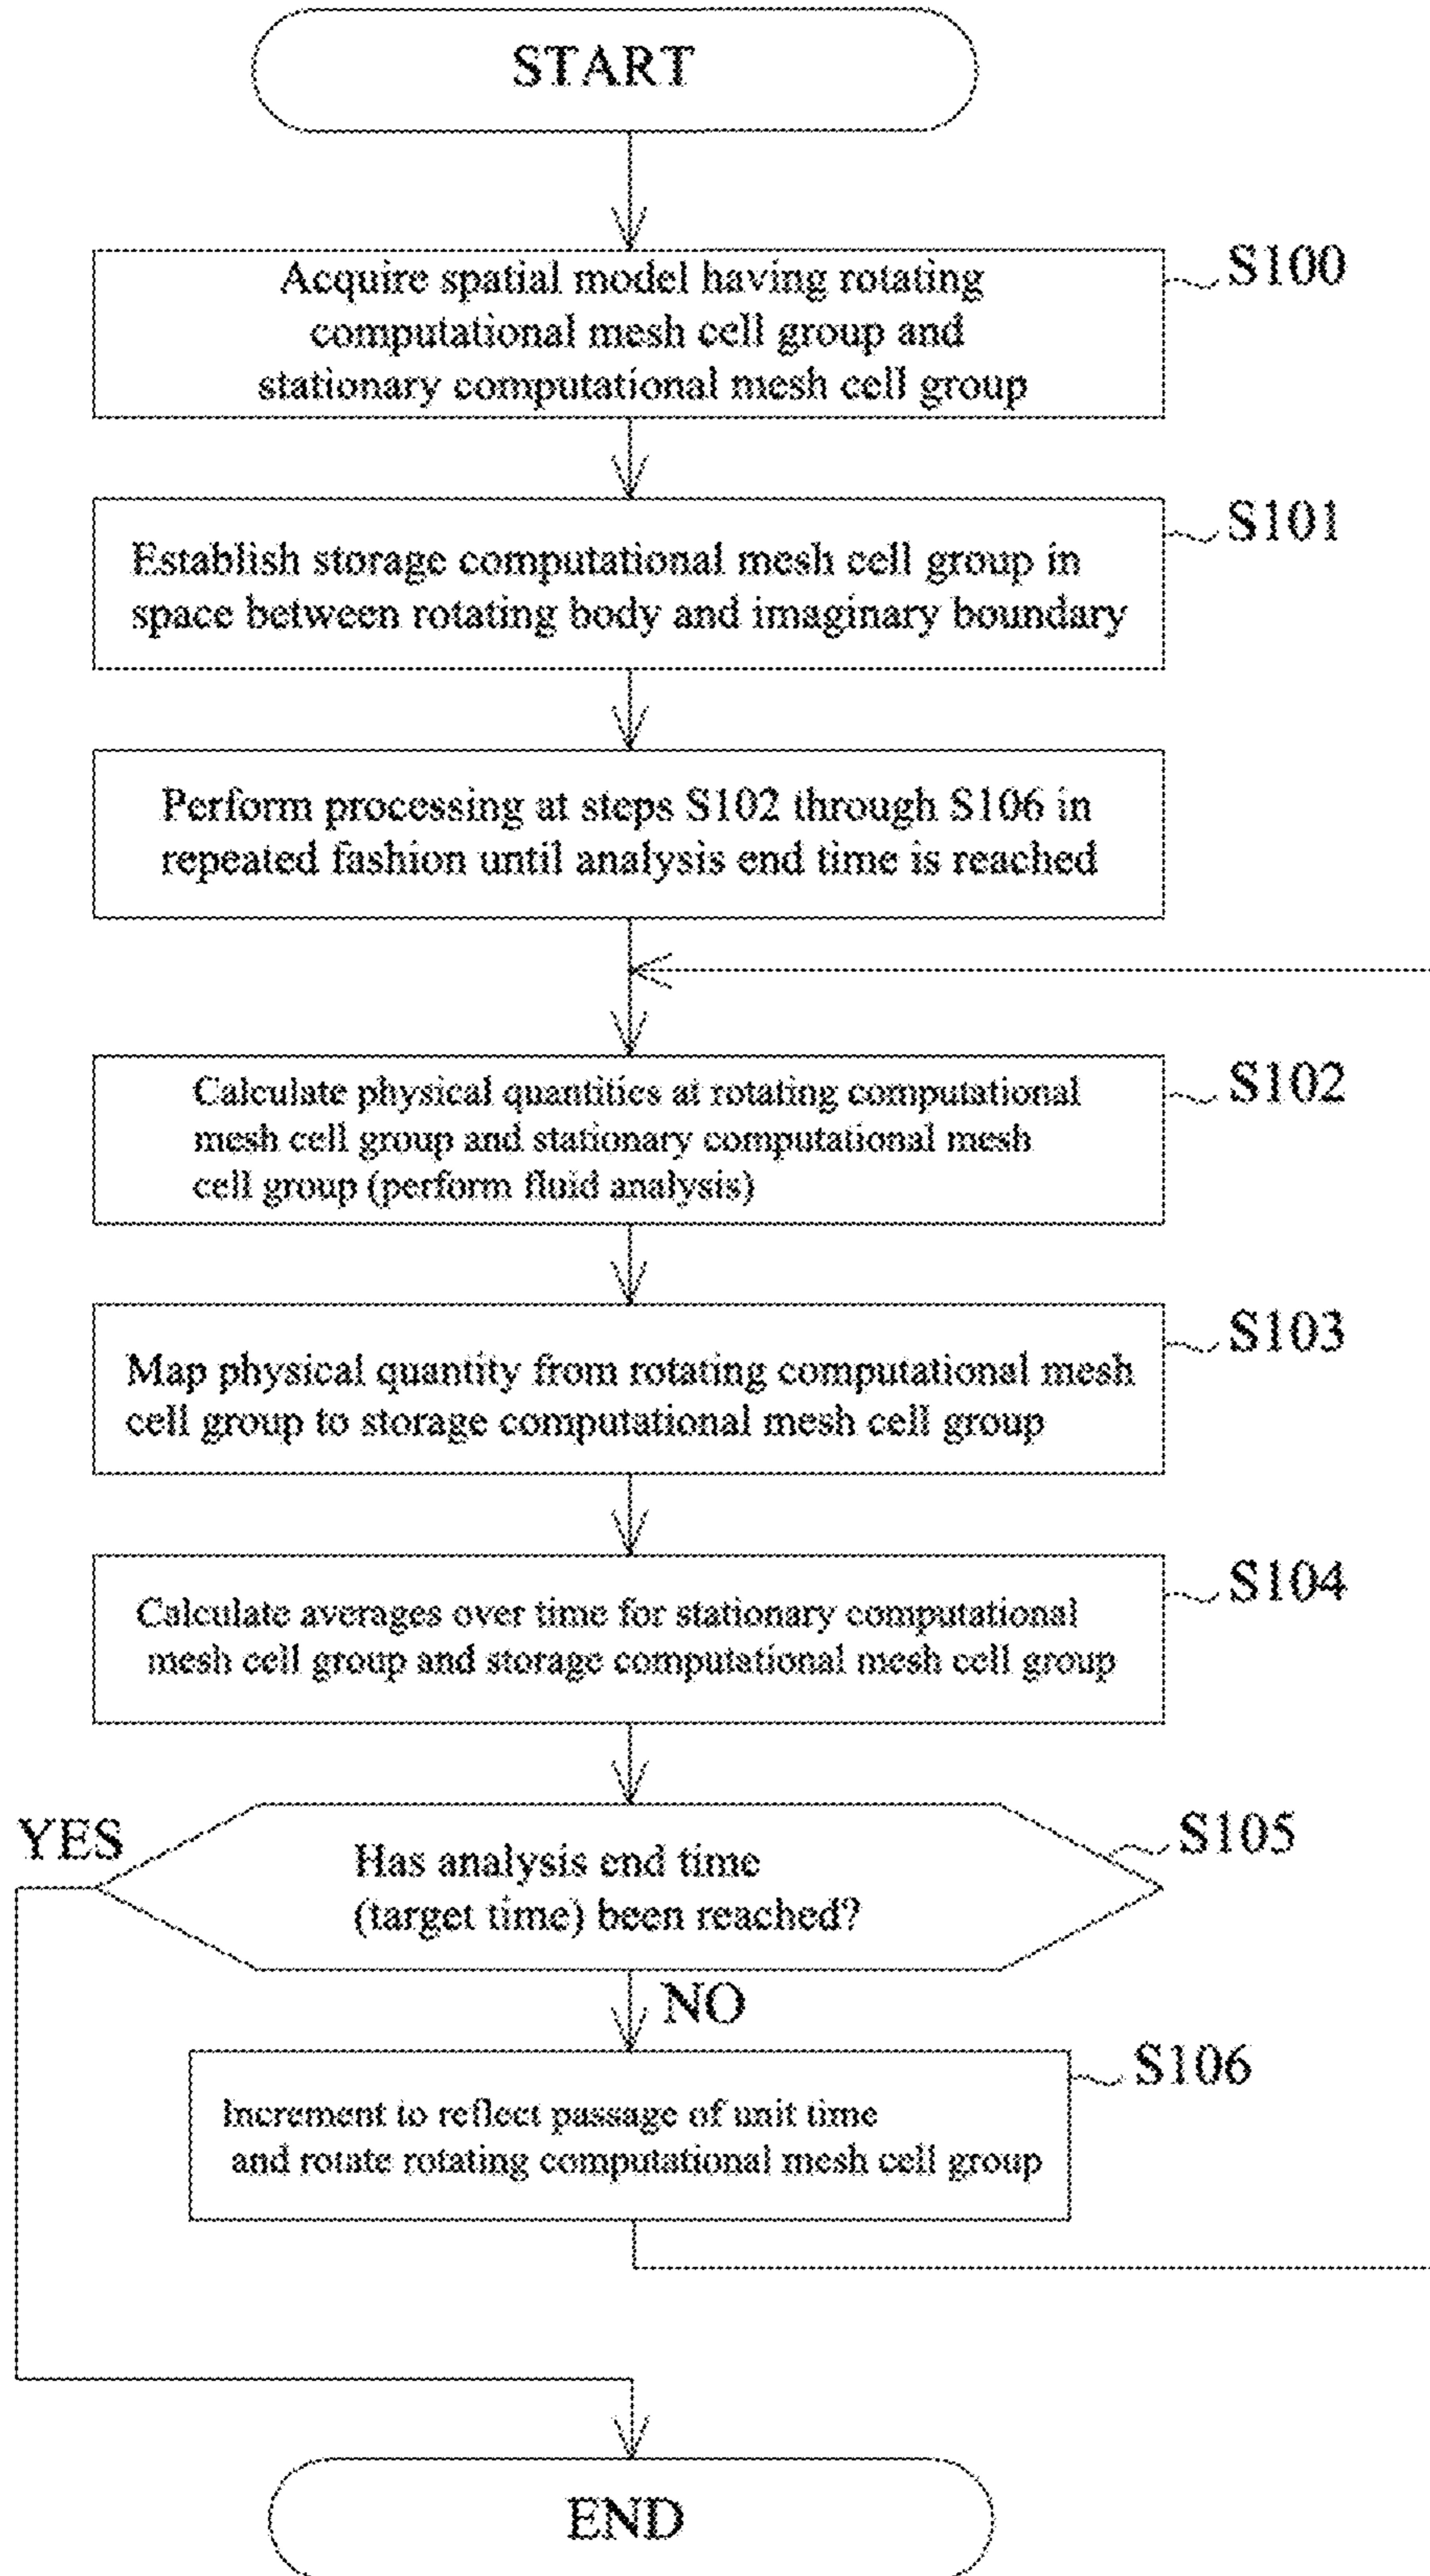 START
Acquire spatial model having rotating
computational mesh cell group and
stationary computational mesh cell group
S100
Establish storage computational mesh cell group in
space between rotating body and imaginary boundary
S101
Perform processing at steps S102 through S106 in
repeated fashion until analysis end time is reached
Calculate physical quantities at rotating computational
mesh cell group and stationary computational mesh
cell group (perform fluid analysis)
S102
Map physical quantity from rotating computational mesh
cell group to storage computational mesh cell group
S103
Calculate averages over time for stationary computational
mesh cell group and storage computational mesh cell group
S104
YES
Has analysis end time
(target time) been reached?
S105
NO
Increment to reflect passage of unit time
and rotate rotating computational mesh cell group
S106
END